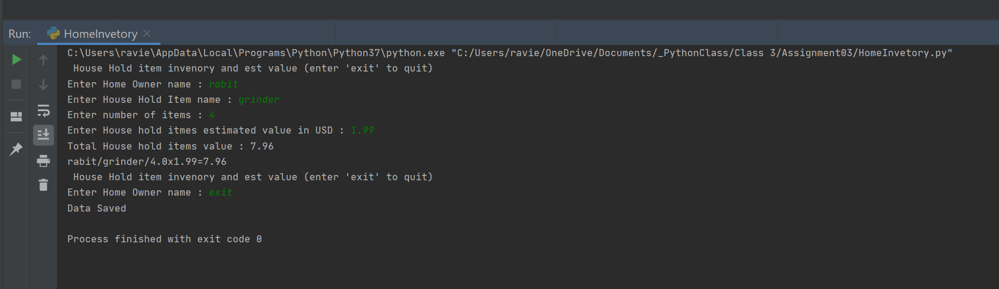 Run: HomeInvetory
C:\Users\ravie\AppData\Local\Programs\Python\Python37\python.exe "C:/Users/ravie/OneDrive/Documents/_PythonClass/Class 3/Assignment03/HomeInvetory.py"
House Hold item invenory and est value (enter 'exit' to quit)
Enter Home Owner name : rabit
Enter House Hold Item name : grinder
Enter number of items : 4
Enter House hold itmes estimated value in USD : 1.99
Total House hold items value : 7.96
rabit/grinder/4.0x1.99=7.96
House Hold item invenory and est value (enter 'exit' to quit)
Enter Home Owner name : exit
Data Saved
Process finished with exit code 0